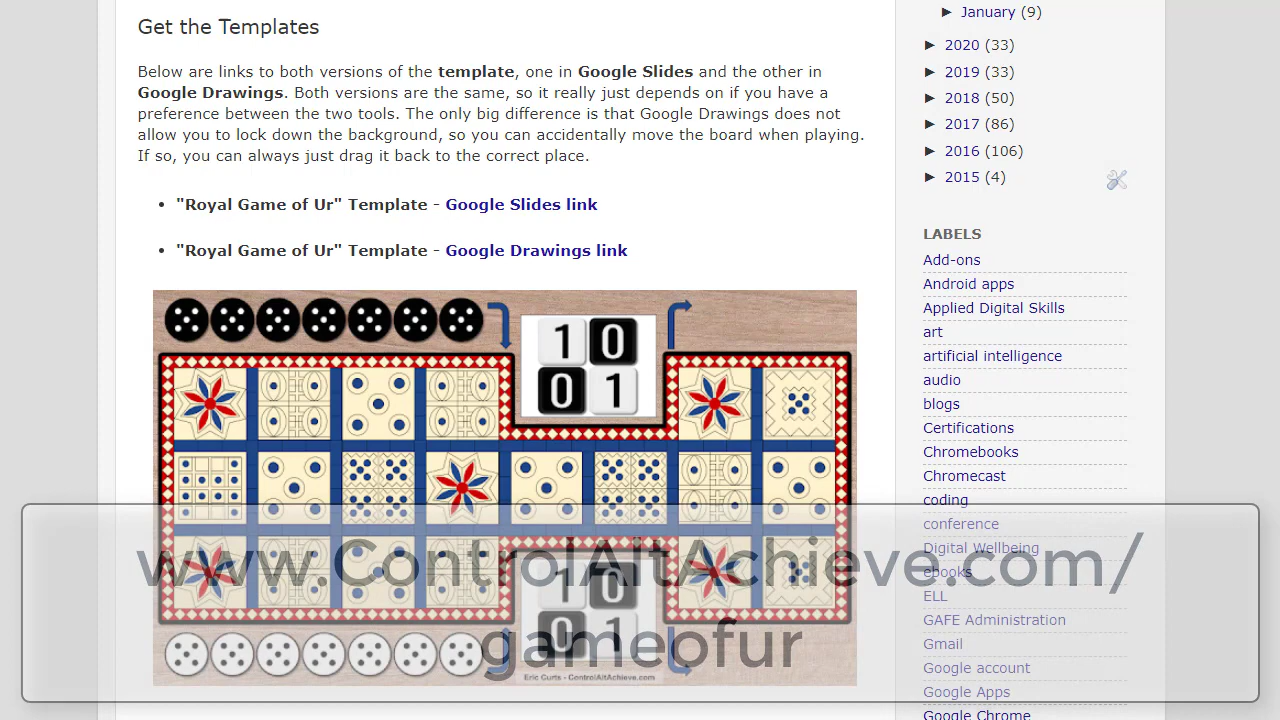 Get the Templates
Below are links to both versions of the template, one in Google Slides and the other in
Google Drawings. Both versions are the same, so it really just depends on if you have a
preference between the two tools. The only big difference is that Google Drawings does not
allow you to lock down the background, so you can accidentally move the board when playing.
If so, you can always just drag it back to the correct place.
• "Royal Game of Ur" Template - Google Slides link
• "Royal Game of Ur" Template - Google Drawings link
1 0
0 1
1 0
0 1
Eric Curts - ControlAltAchieve.com
www.ControlAltAchieve.com/
gameofur
► January (9)
► 2020 (33)
► 2019 (33)
► 2018 (50)
► 2017 (86)
► 2016 (106)
► 2015 (4)
LABELS
Add-ons
Android apps
Applied Digital Skills
art
artificial intelligence
audio
blogs
Certifications
Chromebooks
Chromecast
coding
conference
Digital Wellbeing
ebooks
ELL
GAFE Administration
Gmail
Google account
Google Apps
Google Chrome